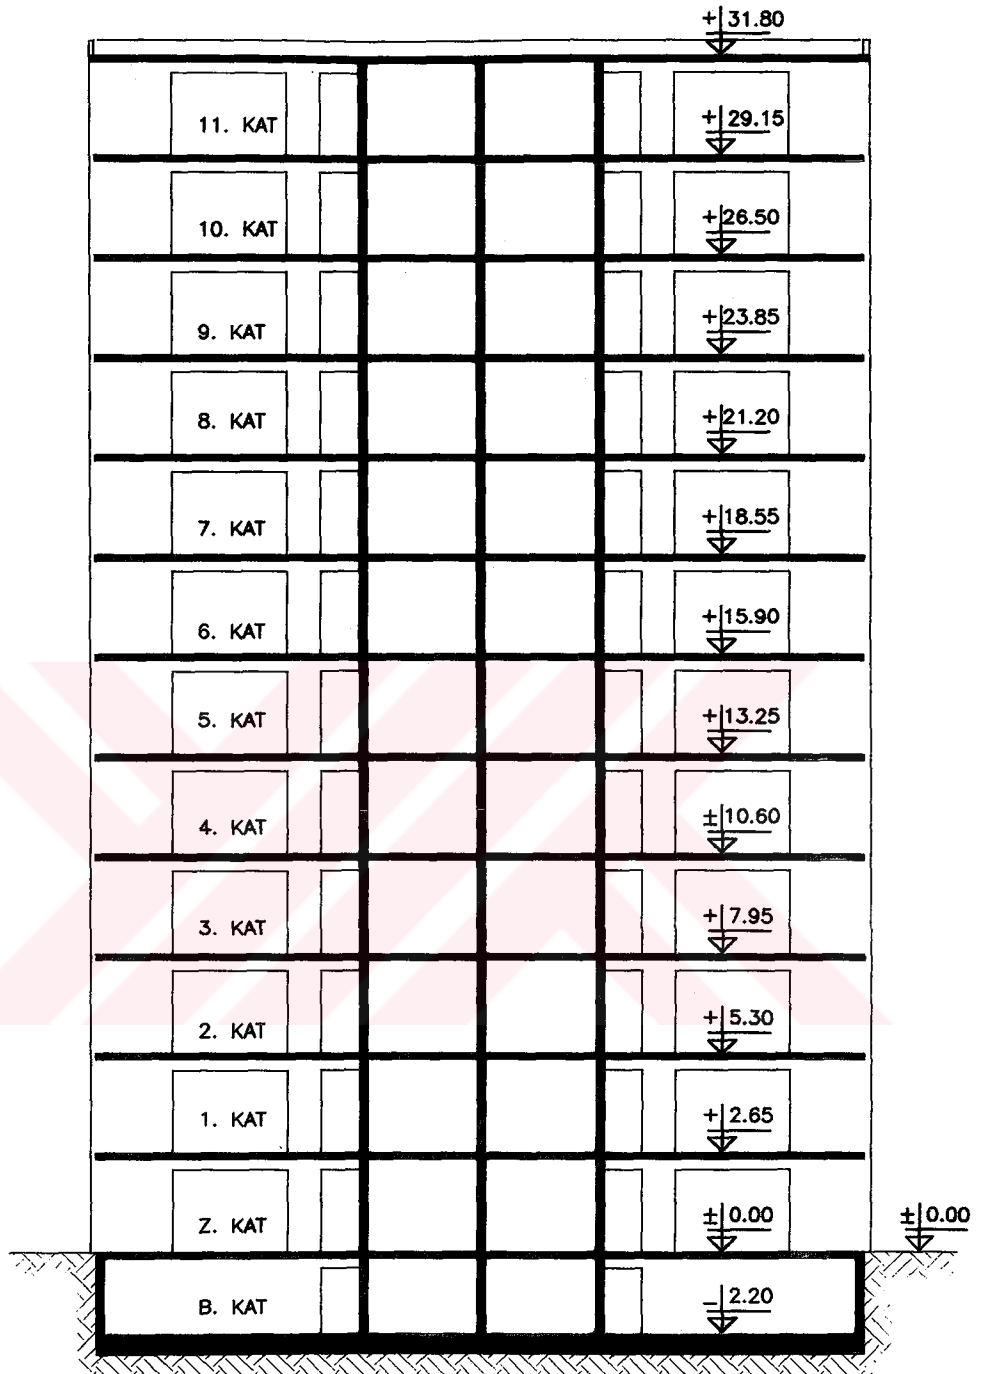 +31.80
11. KAT +29.15
10. KAT +26.50
9. KAT +23.85
8. KAT +21.20
7. KAT +18.55
6. KAT +15.90
5. KAT +13.25
4. KAT ±10.60
3. KAT +7.95
2. KAT +5.30
1. KAT +2.65
Z. KAT ±0.00 ±0.00
B. KAT -2.20